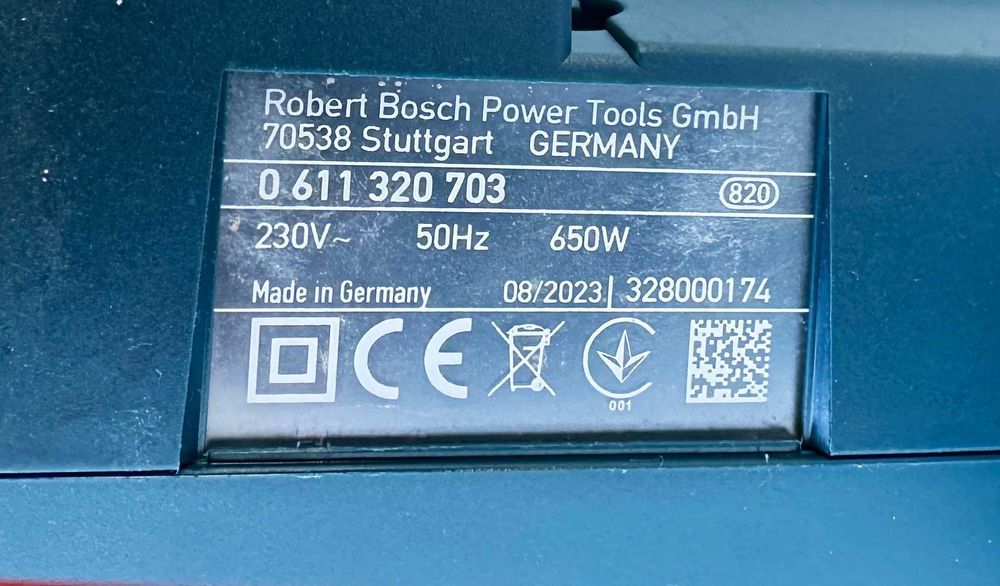 Robert Bosch Power Tools GmbH
70538 Stuttgart GERMANY
0 611 320 703 820
230V~ 50Hz 650W
Made in Germany 08/2023 | 328000174
CE
001